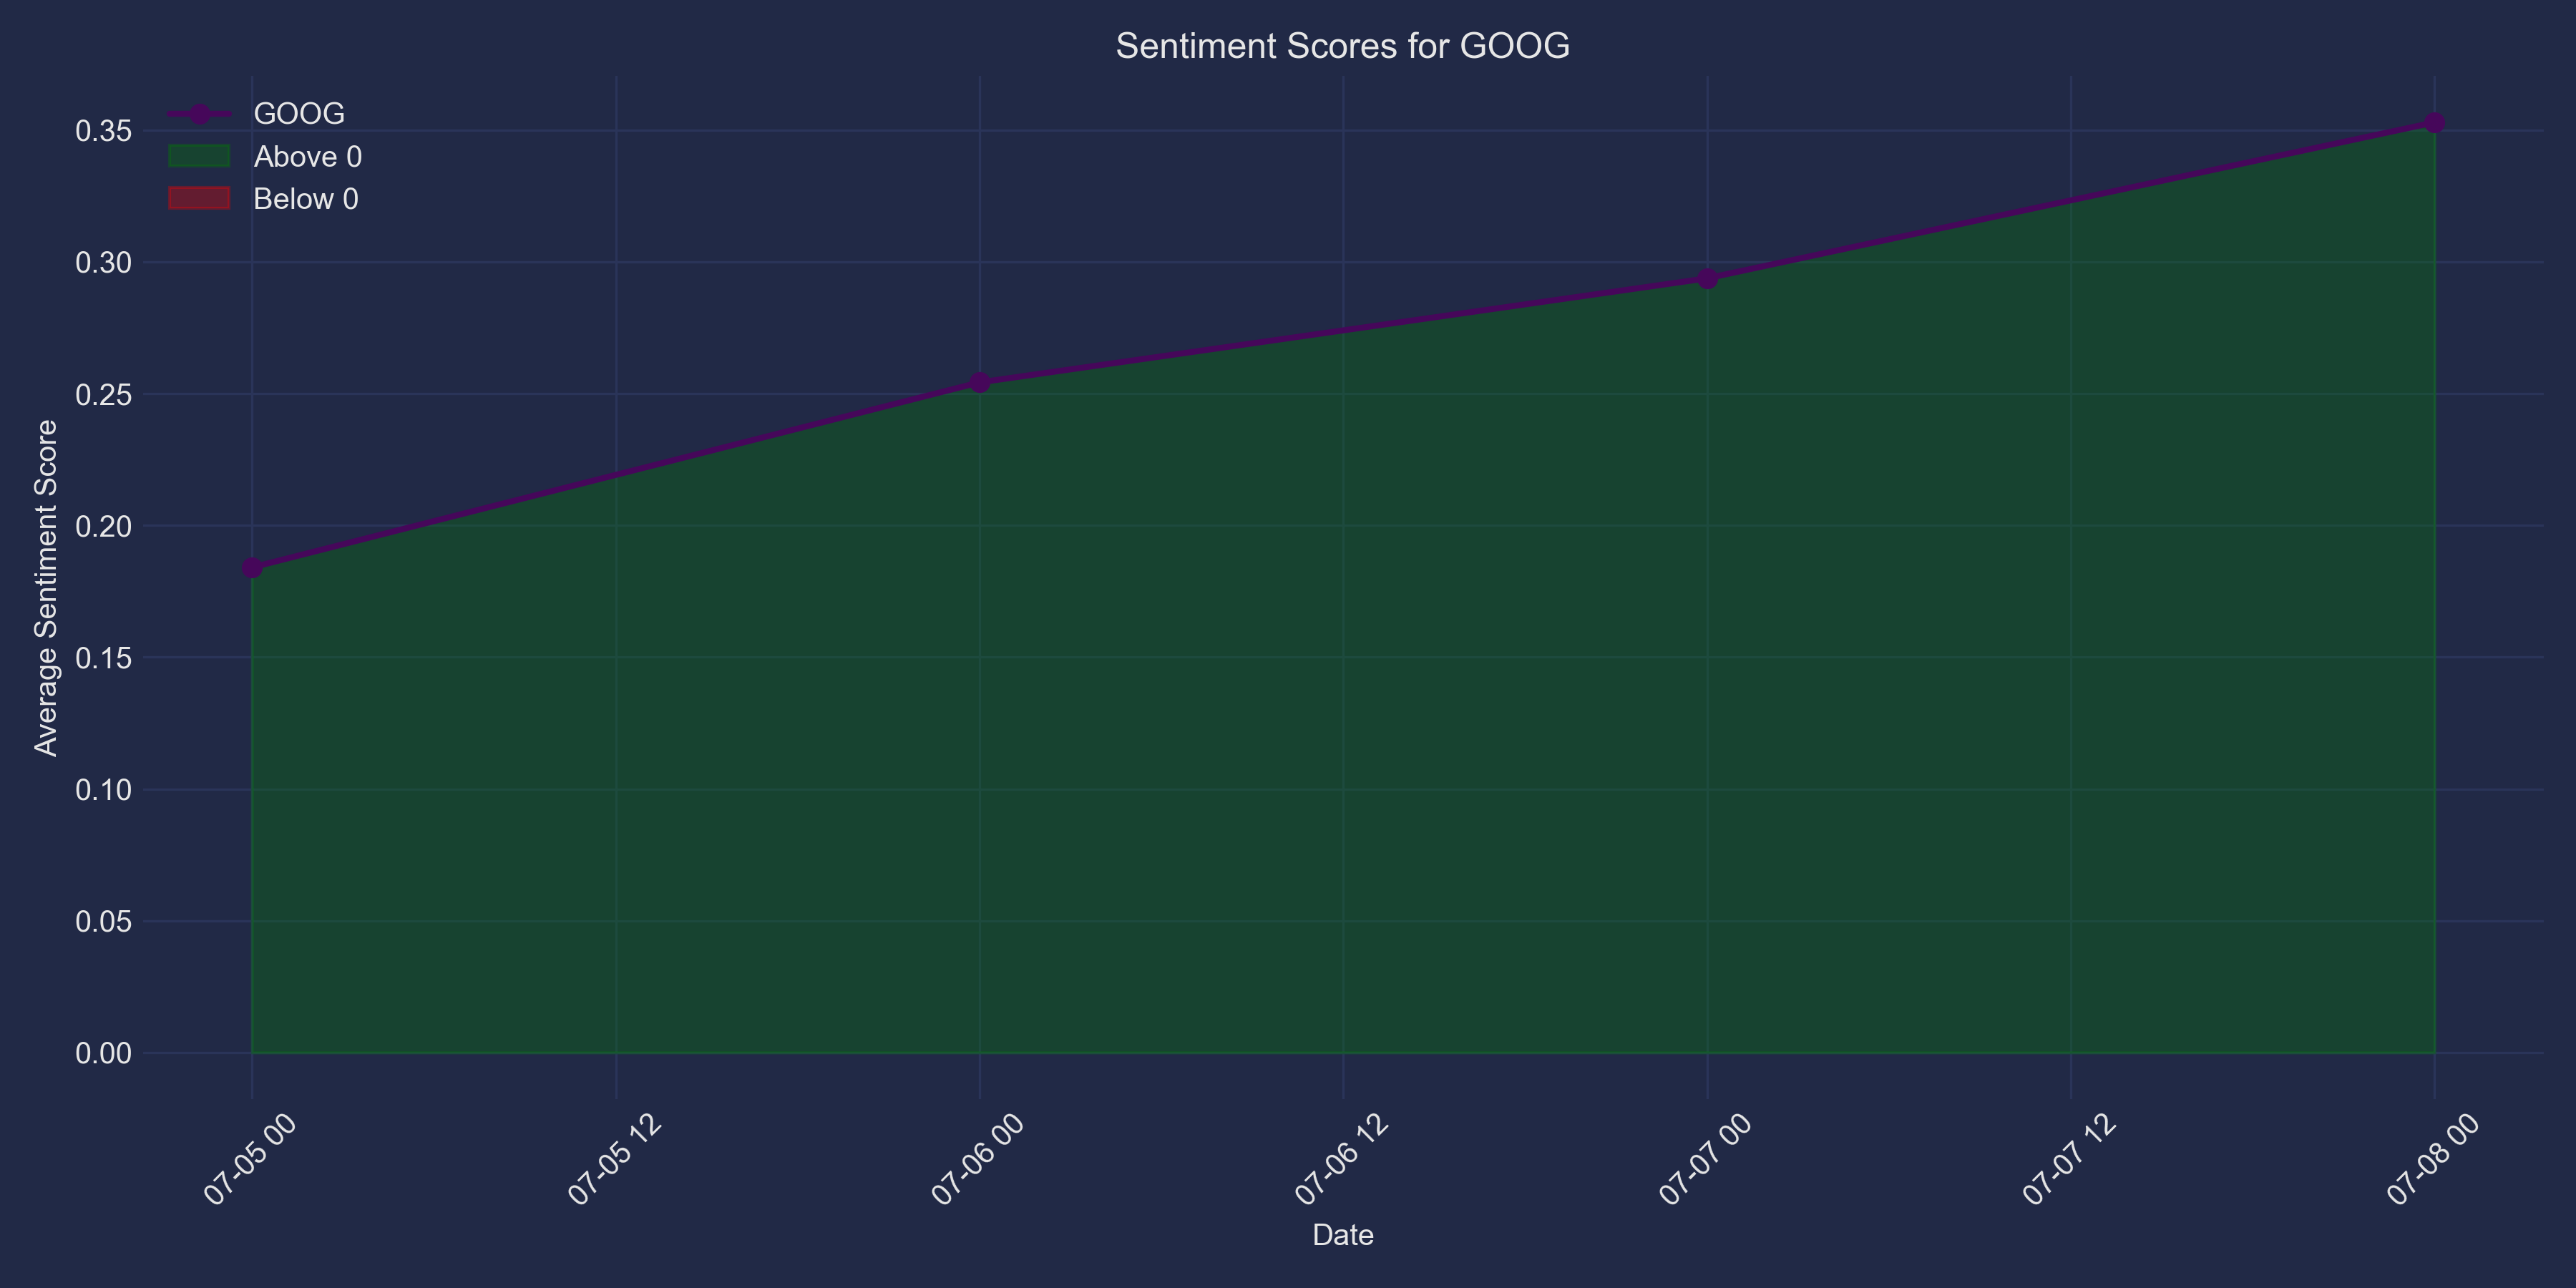 Sentiment Scores for GOOG
GOOG
Above 0
Below 0
Average Sentiment Score
0.35
0.30
0.25
0.20
0.15
0.10
0.05
0.00
07-05 00
07-05 12
07-06 00
07-06 12
07-07 00
07-07 12
07-08 00
Date